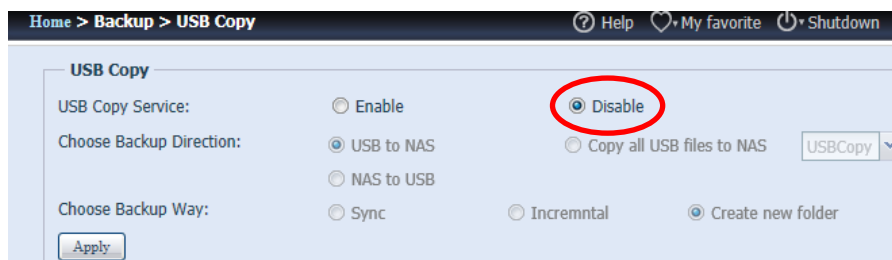 Home > Backup > USB Copy ? Help My favorite Shutdown
USB Copy
USB Copy Service: Enable Disable
Choose Backup Direction: USB to NAS Copy all USB files to NAS USBCopy
NAS to USB
Choose Backup Way: Sync Incremntal Create new folder
Apply